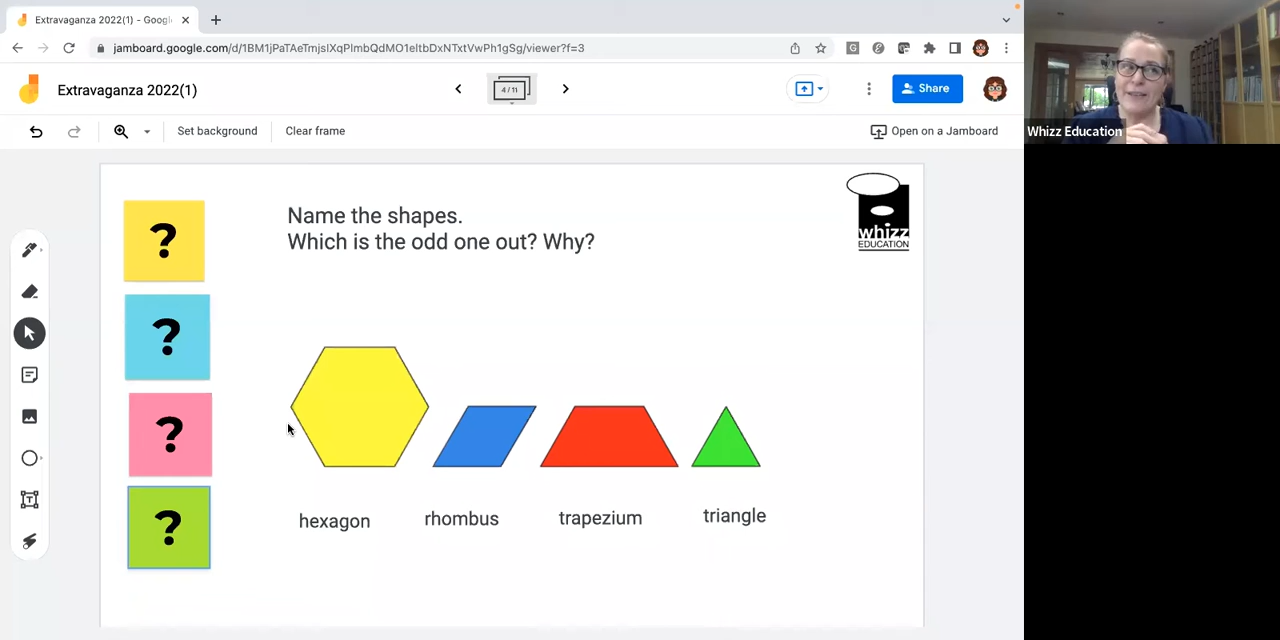 Extravaganza 2022(1) - Googl
jamboard.google.com/d/1BM1jPaTAeTmjslXqPlmbQdMO1eltbDxNTxtVwPh1gSg/viewer?f=3
Extravaganza 2022(1)
4 / 11
Share
Set background
Clear frame
Open on a Jamboard
Whizz Education
Name the shapes.
Which is the odd one out? Why?
whizz
EDUCATION
?
?
?
?
hexagon
rhombus
trapezium
triangle